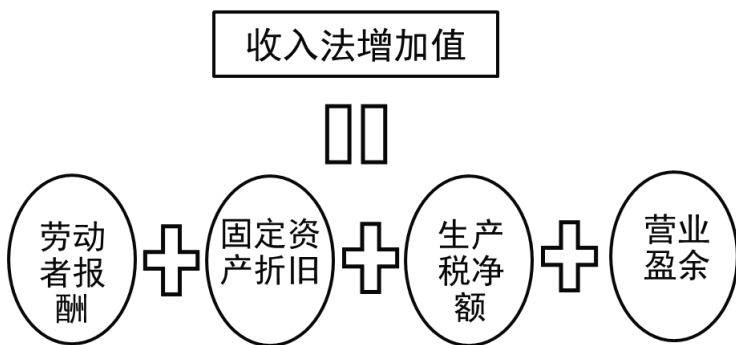 收入法增加值
劳动
者报
酬
固定资
产折旧
生产
税净
额
营业
盈余